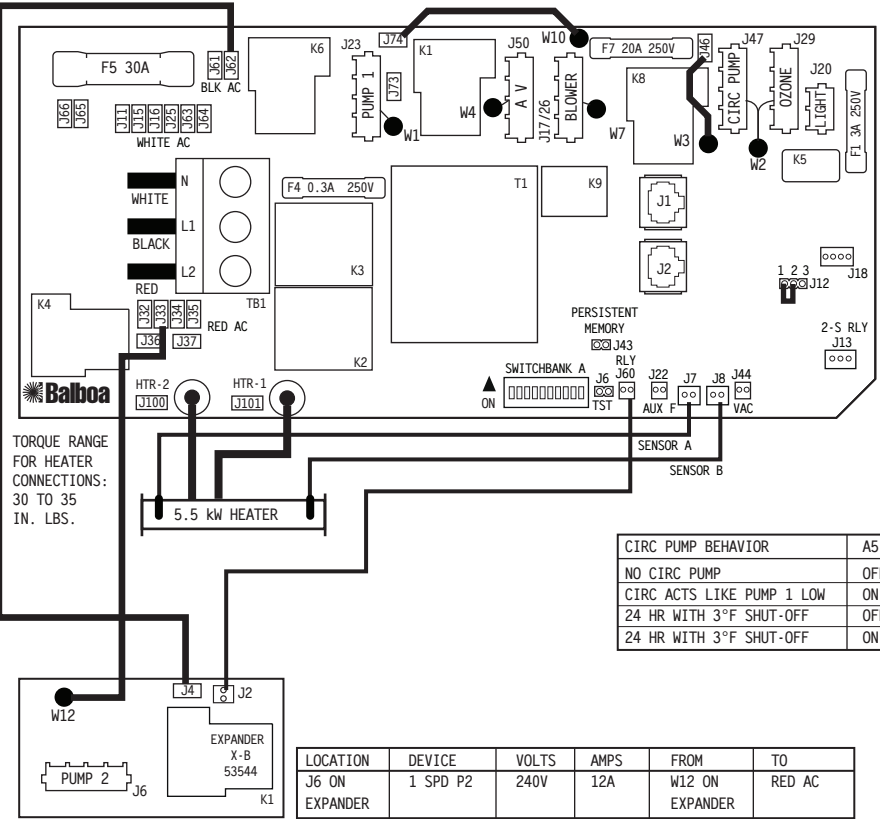 J74
W10
J23
K6
K1
J50
F7 20A 250V
J46
J47
J29
F5 30A
J61
J62
BLK AC
PUMP 1
J73
W4
A V
J17/26
BLOWER
K8
CIRC PUMP
OZONE
J20
LIGHT
F1 3A 250V
J66
J65
J11
J15
J16
J25
J63
J64
WHITE AC
W1
W7
W3
W2
K5
N
WHITE
F4 0.3A 250V
T1
K9
J1
L1
BLACK
L2
RED
K3
J2
1 2 3
J12
J18
TB1
K4
J32
J33
J34
J35
RED AC
J36
J37
K2
PERSISTENT
MEMORY
J43
2-S RLY
J13
Balboa
HTR-2
J100
HTR-1
J101
ON
SWITCHBANK A
J6
TST
RLY
J60
J22
AUX F
J7
J8
J44
VAC
SENSOR A
SENSOR B
TORQUE RANGE
FOR HEATER
CONNECTIONS:
30 TO 35
IN. LBS.
5.5 kW HEATER
CIRC PUMP BEHAVIOR A5
NO CIRC PUMP OF
CIRC ACTS LIKE PUMP 1 LOW ON
24 HR WITH 3°F SHUT-OFF OF
24 HR WITH 3°F SHUT-OFF ON
W12
J4
J2
EXPANDER
X-B
53544
K1
PUMP 2
J6
LOCATION DEVICE VOLTS AMPS FROM TO
J6 ON 1 SPD P2 240V 12A W12 ON RED AC
EXPANDER EXPANDER